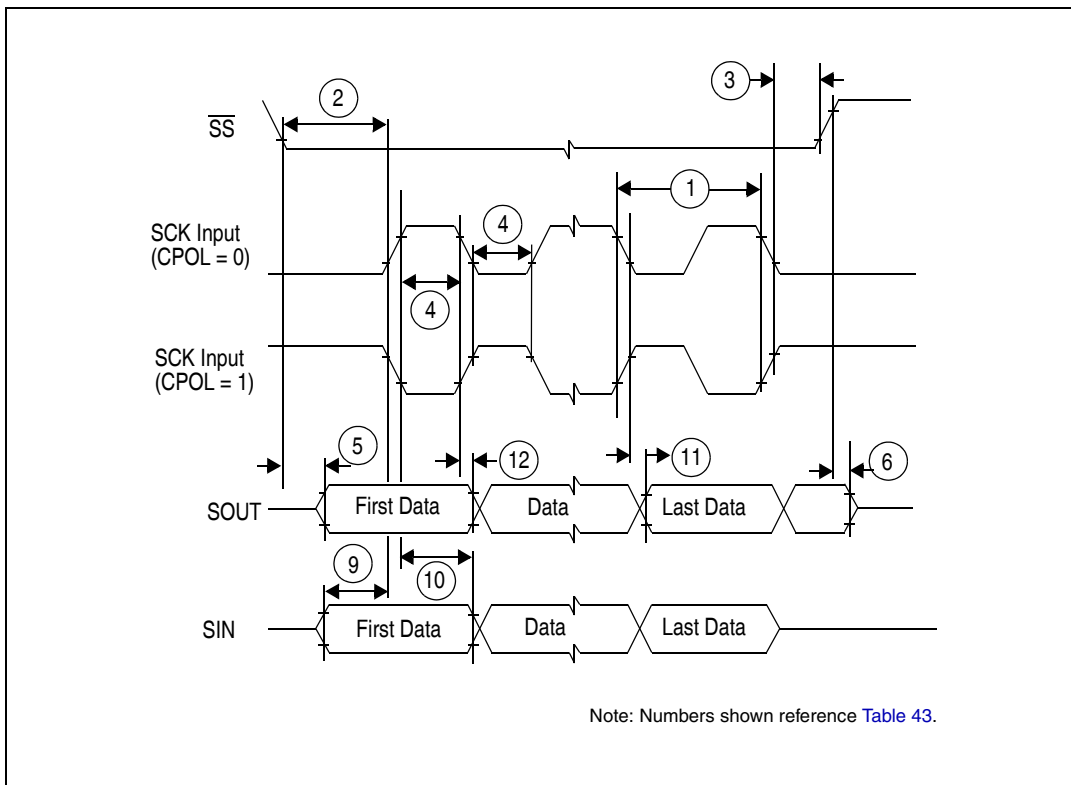 3
2
SS
1
SCK Input
(CPOL = 0)
4
4
SCK Input
(CPOL = 1)
5
12
11
6
SOUT
First Data
Data
Last Data
9
10
SIN
First Data
Data
Last Data
Note: Numbers shown reference Table 43.